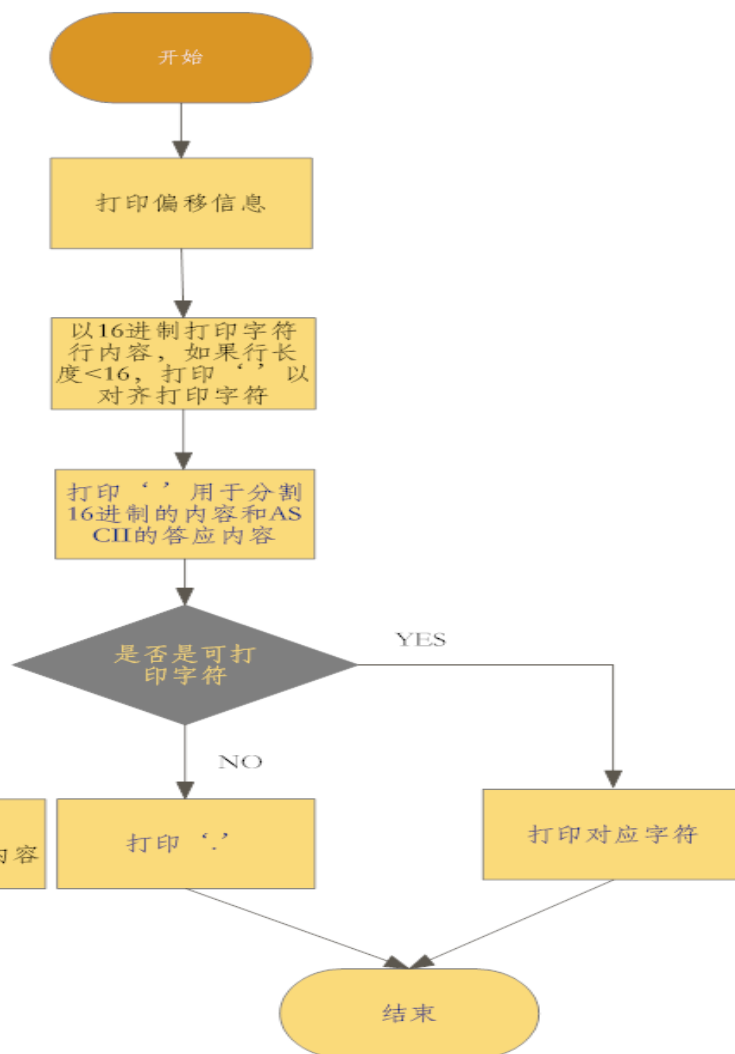 开始
打印偏移信息
以16进制打印字符
行内容，如果行长
度<16，打印‘ ’以
对齐打印字符
打印‘ ’用于分割
16进制的内容和AS
CII的答应内容
是否是可打
印字符
YES
NO
内容
打印‘.’
打印对应字符
结束